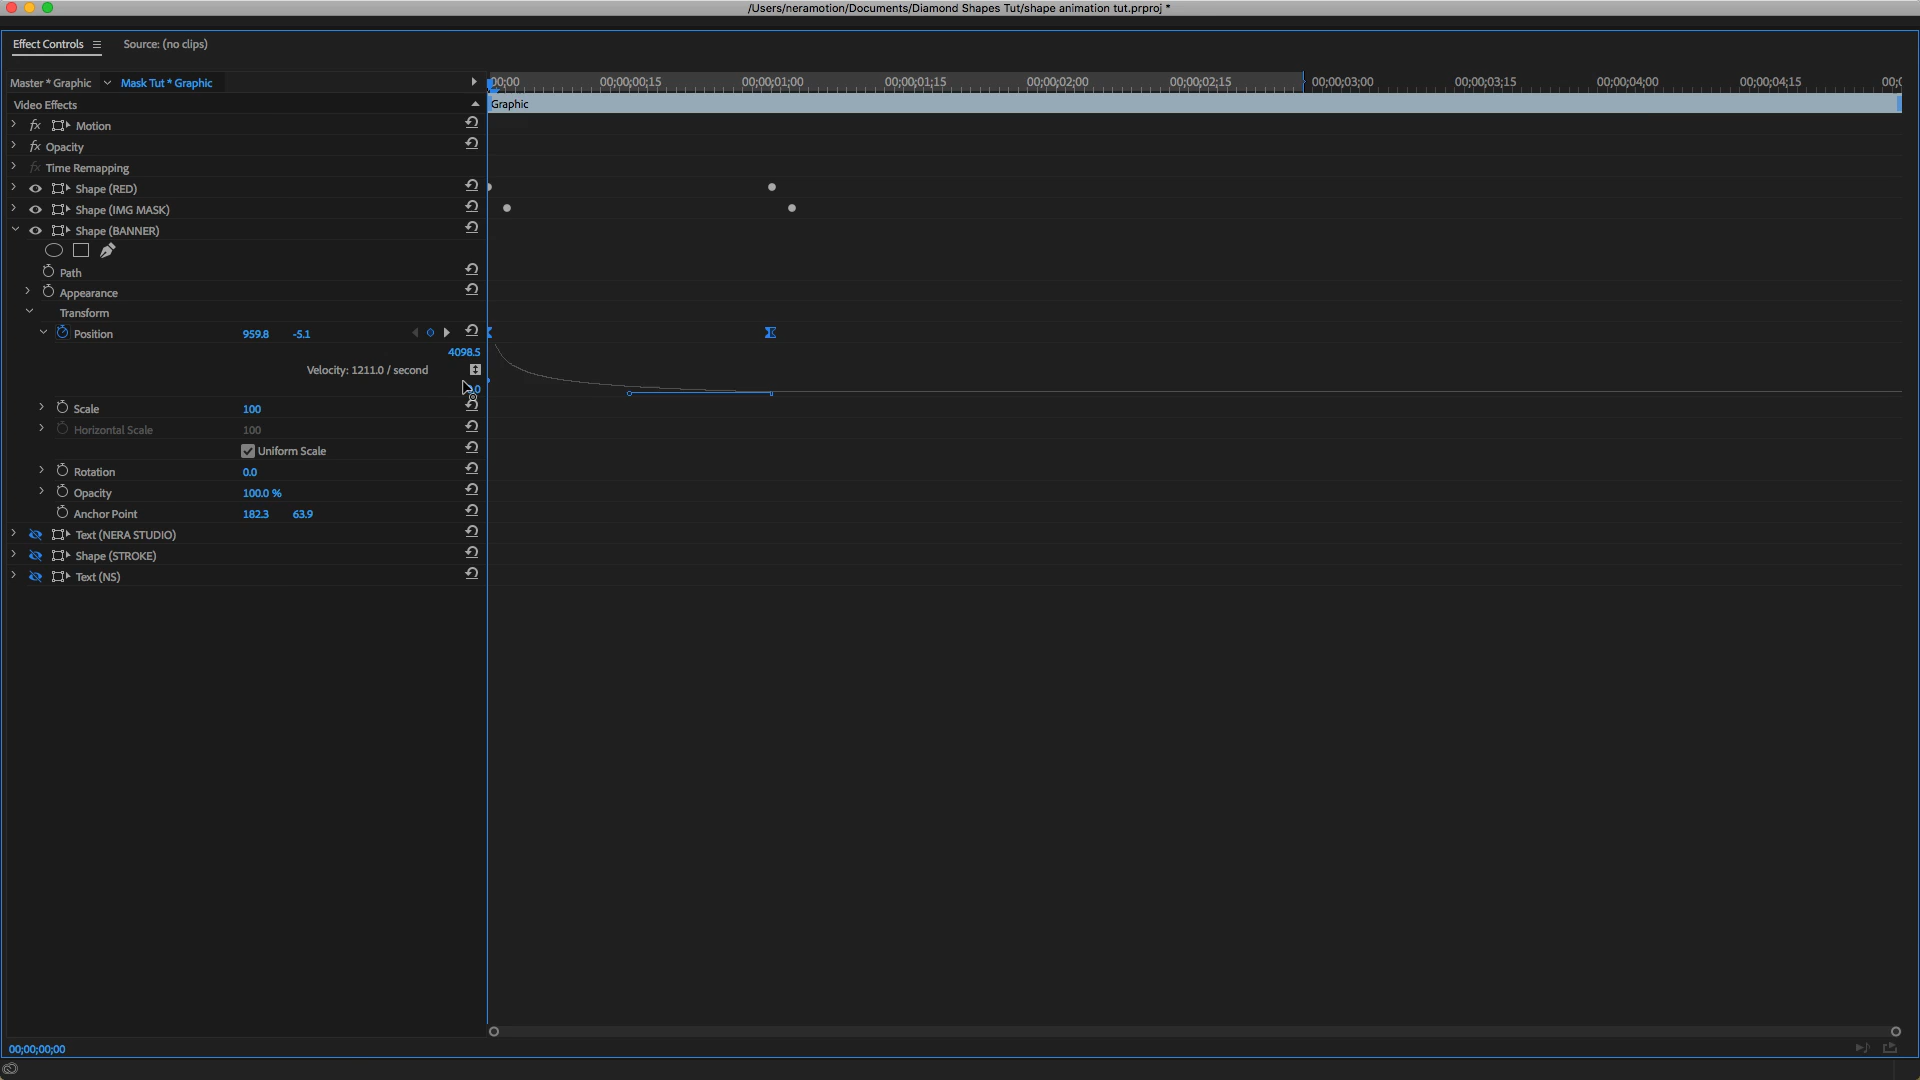 /Users/neramotion/Documents/Diamond Shapes Tut/shape animation tut.prproj *
Effect Controls Source: (no clips)
Master * Graphic Mask Tut * Graphic
00;00 00;00;00;15 00;00;01;00 00;00;01;15 00;00;02;00 00;00;02;15 00;00;03;00 00;00;03;15 00;00;04;00 00;00;04;15
Video Effects
Graphic
fx Motion
fx Opacity
fx Time Remapping
Shape (RED)
Shape (IMG MASK)
Shape (BANNER)
Path
Appearance
Transform
Position 959.8 -5.1
4098.5
Velocity: 1211.0 / second
Scale 100
Horizontal Scale 100
Uniform Scale
Rotation 0.0
Opacity 100.0 %
Anchor Point 182.3 63.9
Text (NERA STUDIO)
Shape (STROKE)
Text (NS)
00;00;00;00